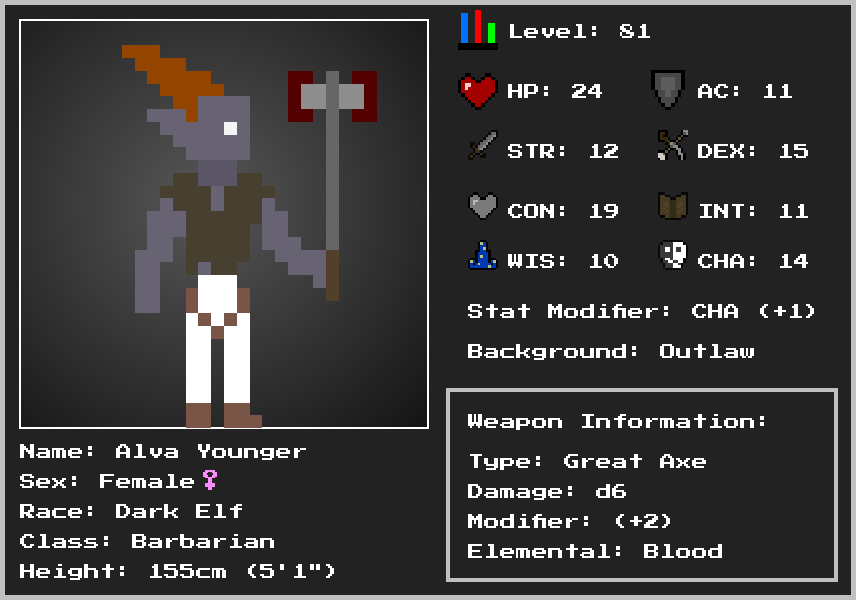 Level: 81
HP: 24 AC: 11
STR: 12 DEX: 15
CON: 19 INT: 11
WIS: 10 CHA: 14
Stat Modifier: CHA (+1)
Background: Outlaw
Weapon Information:
Type: Great Axe
Damage: d6
Modifier: (+2)
Elemental: Blood
Name: Alva Younger
Sex: Female♀
Race: Dark Elf
Class: Barbarian
Height: 155cm (5'1")